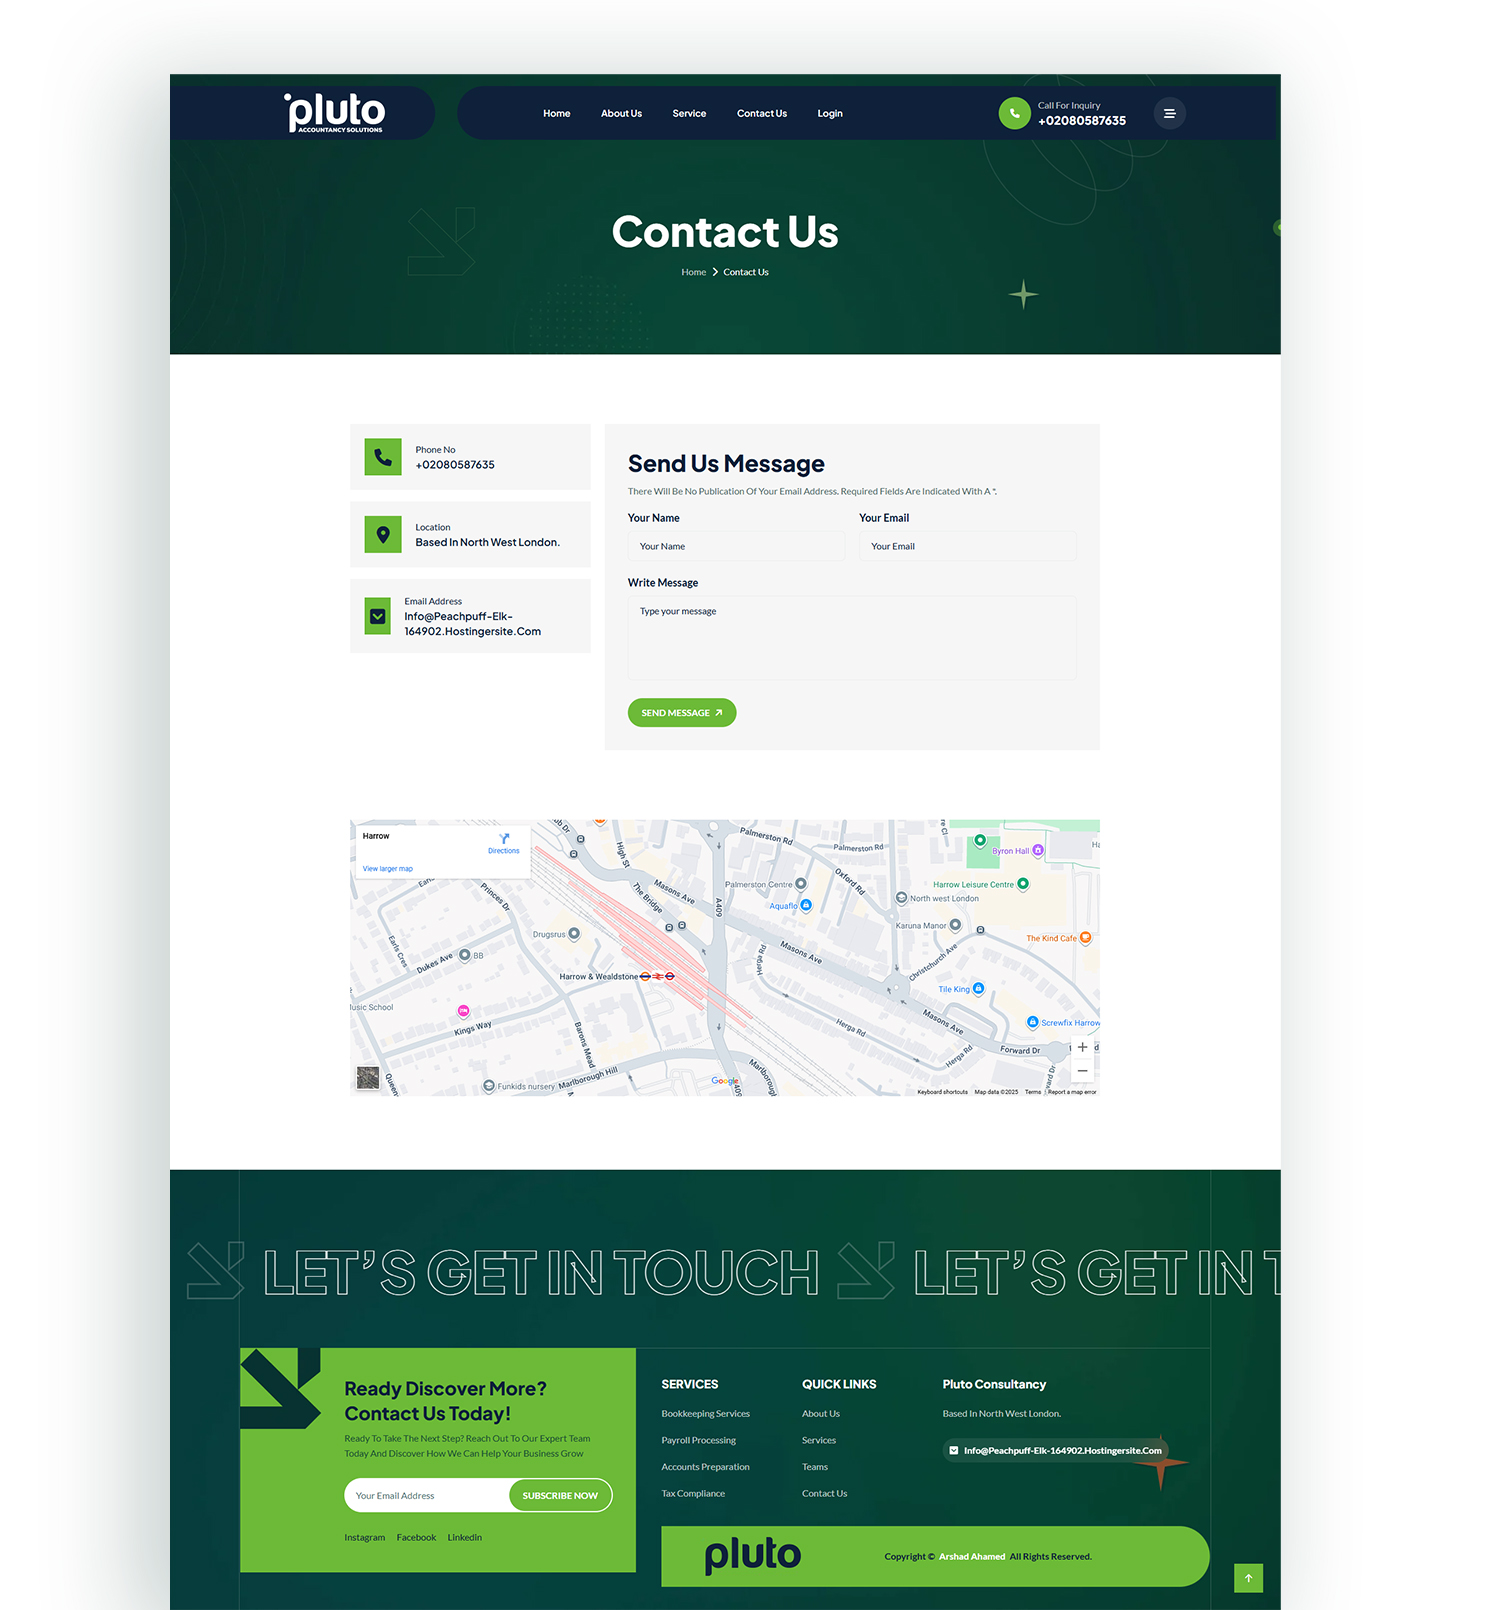 pluto
ACCOUNTANCY SOLUTIONS
Home About Us Service Contact Us Login
Call For Inquiry
+02080587635
Contact Us
Home Contact Us
Phone No
+02080587635
Location
Based In North West London.
Email Address
Info@Peachpuff-Elk-
164902.Hostingersite.Com
Send Us Message
There Will Be No Publication Of Your Email Address. Required Fields Are Indicated With A *.
Your Name Your Email
Your Name Your Email
Write Message
Type your message
SEND MESSAGE
Harrow
Directions
View larger map
High St
The Bridge
Masons Ave
A409
Palmerston Rd
Palmerston Rd
Oxford Rd
Byron Hall
Palmerston Centre
Harrow Leisure Centre
Aquaflo
North west London
Karuna Manor
The Kind Cafe
Princes Dr
Drugsrus
Earls Cres
Dukes Ave
BB
Harrow & Wealdstone
Masons Ave
Herga Rd
Christchurch Ave
Tile King
Music School
Kings Way
Barons Mead
Herga Rd
Masons Ave
Screwfix Harrow
Herga Rd
Forward Dr
Queen
Funkids nursery
Marlborough Hill
Google
Marlborough
Keyboard shortcuts Map data ©2025 Terms Report a map error
LET'S GET IN TOUCH LET'S GET IN T
Ready Discover More?
Contact Us Today!
Ready To Take The Next Step? Reach Out To Our Expert Team
Today And Discover How We Can Help Your Business Grow
Your Email Address SUBSCRIBE NOW
Instagram Facebook Linkedin
SERVICES
Bookkeeping Services
Payroll Processing
Accounts Preparation
Tax Compliance
QUICK LINKS
About Us
Services
Teams
Contact Us
Pluto Consultancy
Based In North West London.
Info@Peachpuff-Elk-164902.Hostingersite.Com
pluto
Copyright © Arshad Ahamed All Rights Reserved.